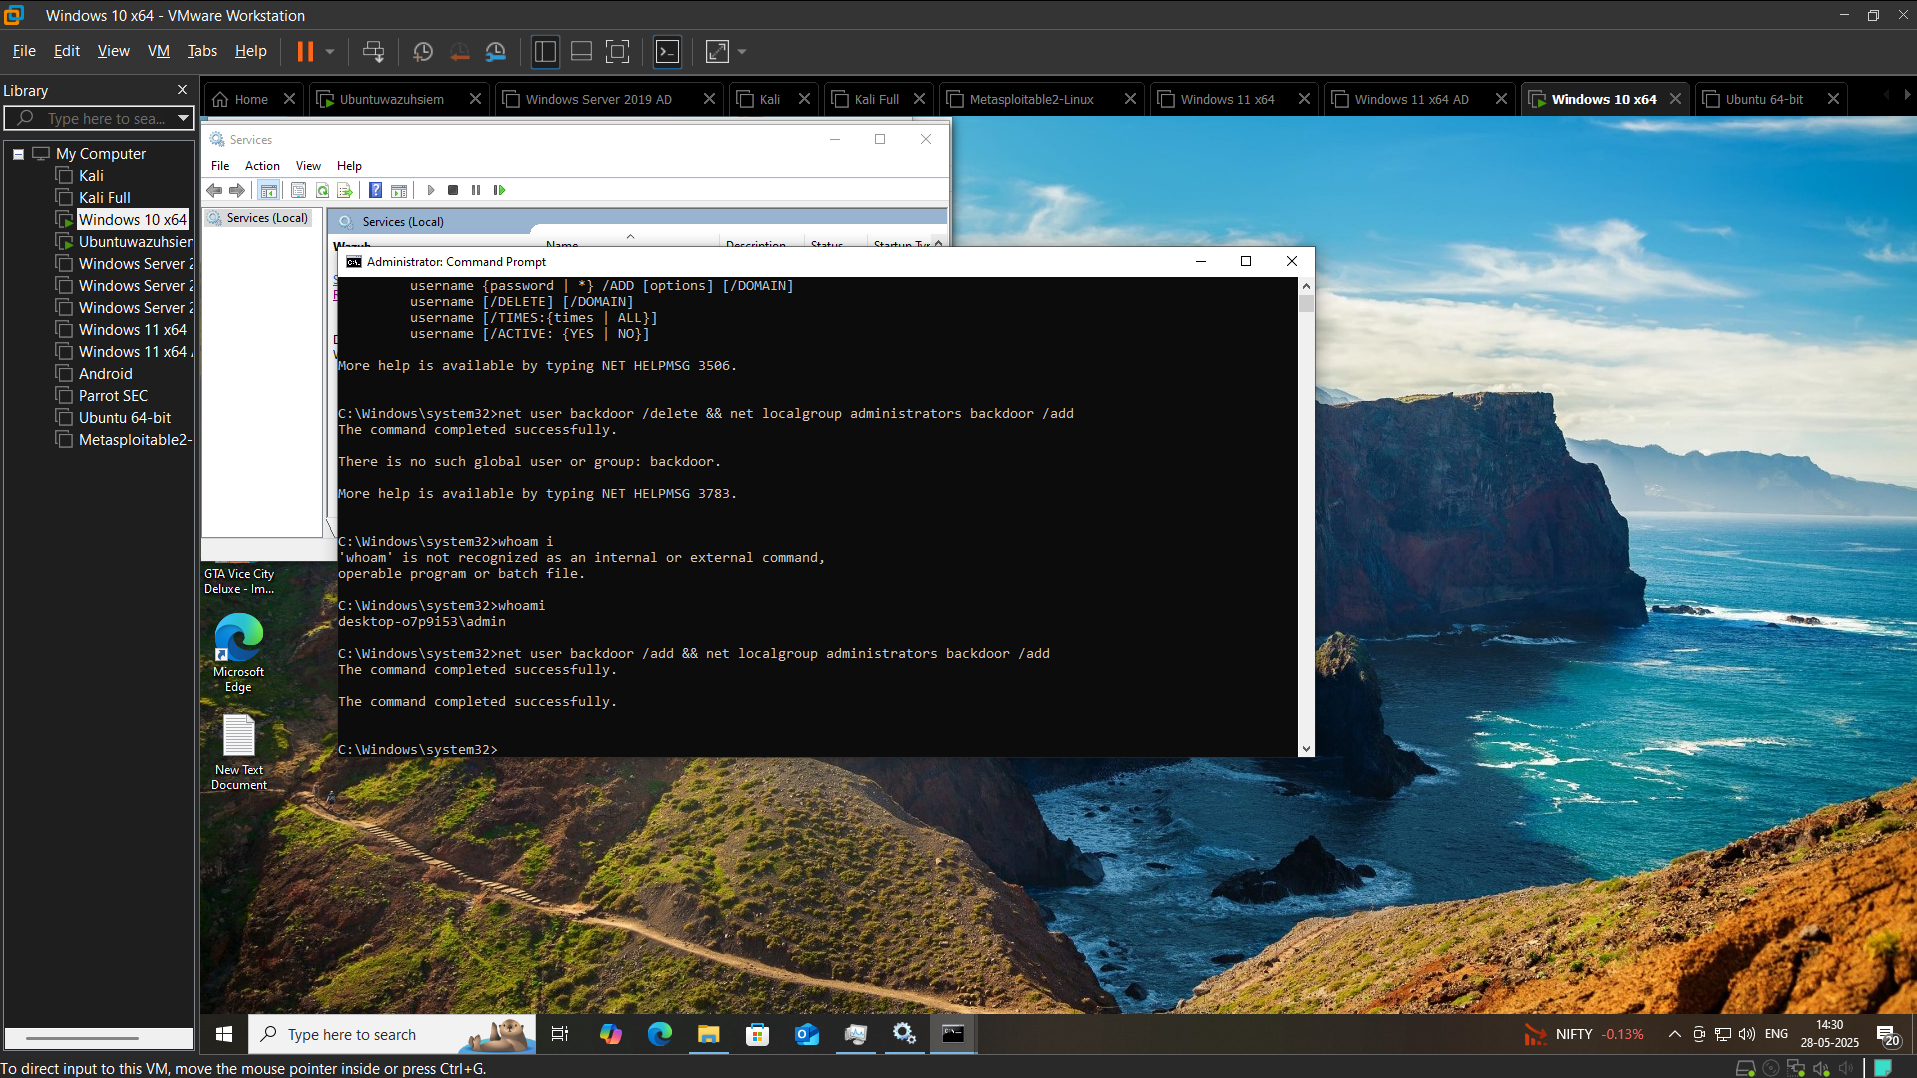 Windows 10 x64 - VMware Workstation
File Edit View VM Tabs Help
Library
Type here to sea...
My Computer
Kali
Kali Full
Windows 10 x64
Ubuntuwazuhsier
Windows Server 2
Windows Server 2
Windows Server 2
Windows 11 x64
Windows 11 x64
Android
Parrot SEC
Ubuntu 64-bit
Metasploitable2-
Home
Ubuntuwazuhsiem
Windows Server 2019 AD
Kali
Kali Full
Metasploitable2-Linux
Windows 11 x64
Windows 11 x64 AD
Windows 10 x64
Ubuntu 64-bit
Services
File Action View Help
Services (Local)
Services (Local)
Wazuh
Name Description Status Startup Typ
Administrator: Command Prompt
username {password | *} /ADD [options] [/DOMAIN]
username [/DELETE] [/DOMAIN]
username [/TIMES:{times | ALL}]
username [/ACTIVE: {YES | NO}]
More help is available by typing NET HELPMSG 3506.
C:\Windows\system32>net user backdoor /delete && net localgroup administrators backdoor /add
The command completed successfully.
There is no such global user or group: backdoor.
More help is available by typing NET HELPMSG 3783.
C:\Windows\system32>whoam i
'whoam' is not recognized as an internal or external command,
operable program or batch file.
C:\Windows\system32>whoami
desktop-o7p9i53\admin
C:\Windows\system32>net user backdoor /add && net localgroup administrators backdoor /add
The command completed successfully.
The command completed successfully.
C:\Windows\system32>
GTA Vice City
Deluxe - Im...
Microsoft
Edge
New Text
Document
Type here to search
NIFTY -0.13%
ENG
14:30
28-05-2025
20
To direct input to this VM, move the mouse pointer inside or press Ctrl+G.